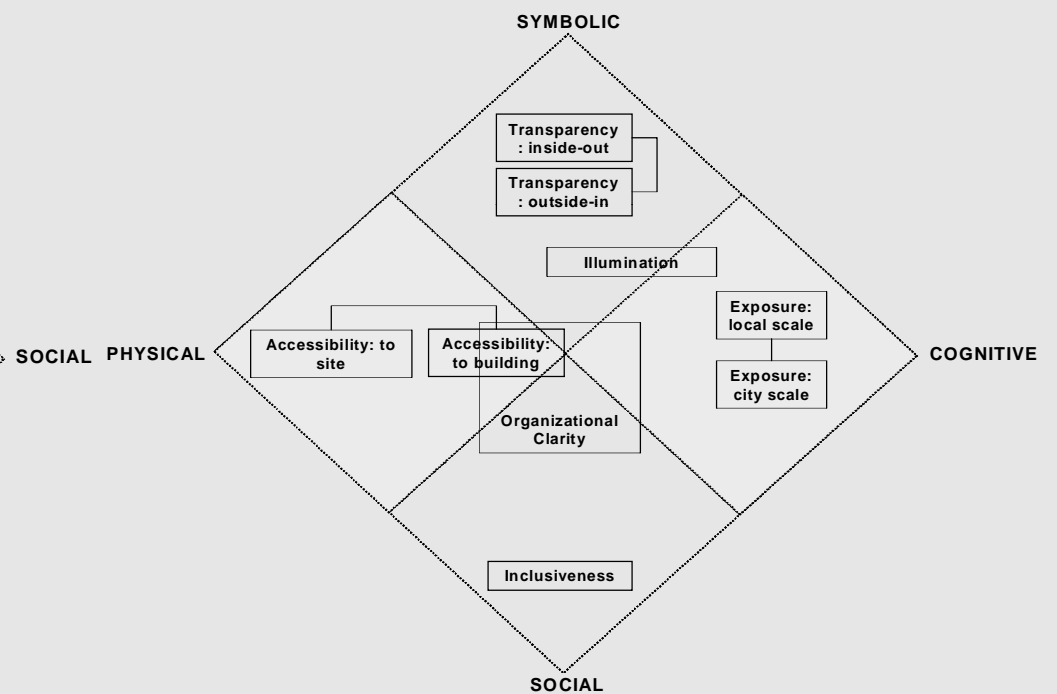 SYMBOLIC
Transparency
: inside-out
Transparency
: outside-in
Illumination
Exposure:
local scale
Accessibility: to
site
Accessibility:
to building
SOCIAL
PHYSICAL
COGNITIVE
Exposure:
city scale
Organizational
Clarity
Inclusiveness
SOCIAL